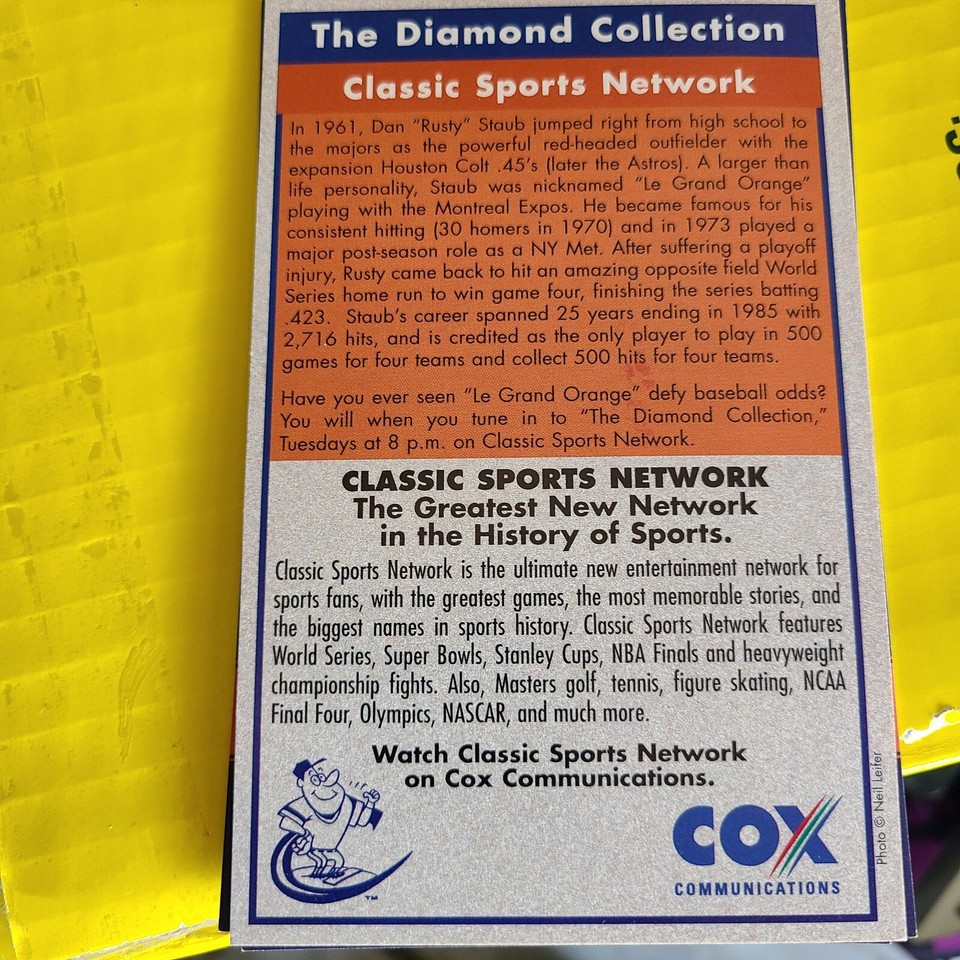 The Diamond Collection
Classic Sports Network
In 1961, Dan "Rusty" Staub jumped right from high school to
the majors as the powerful red-headed outfielder with the
expansion Houston Colt .45's (later the Astros). A larger than
life personality, Staub was nicknamed "Le Grand Orange"
playing with the Montreal Expos. He became famous for his
consistent hitting (30 homers in 1970) and in 1973 played a
major post-season role as a NY Met. After suffering a playoff
injury, Rusty came back to hit an amazing opposite field World
Series home run to win game four, finishing the series batting
.423. Staub's career spanned 25 years ending in 1985 with
2,716 hits, and is credited as the only player to play in 500
games for four teams and collect 500 hits for four teams.
Have you ever seen "Le Grand Orange" defy baseball odds?
You will when you tune in to "The Diamond Collection,"
Tuesdays at 8 p.m. on Classic Sports Network.
CLASSIC SPORTS NETWORK
The Greatest New Network
in the History of Sports.
Classic Sports Network is the ultimate new entertainment network for
sports fans, with the greatest games, the most memorable stories, and
the biggest names in sports history. Classic Sports Network features
World Series, Super Bowls, Stanley Cups, NBA Finals and heavyweight
championship fights. Also, Masters golf, tennis, figure skating, NCAA
Final Four, Olympics, NASCAR, and much more.
Watch Classic Sports Network
on Cox Communications.
TM
COX
COMMUNICATIONS
Photo © Neil Leifer